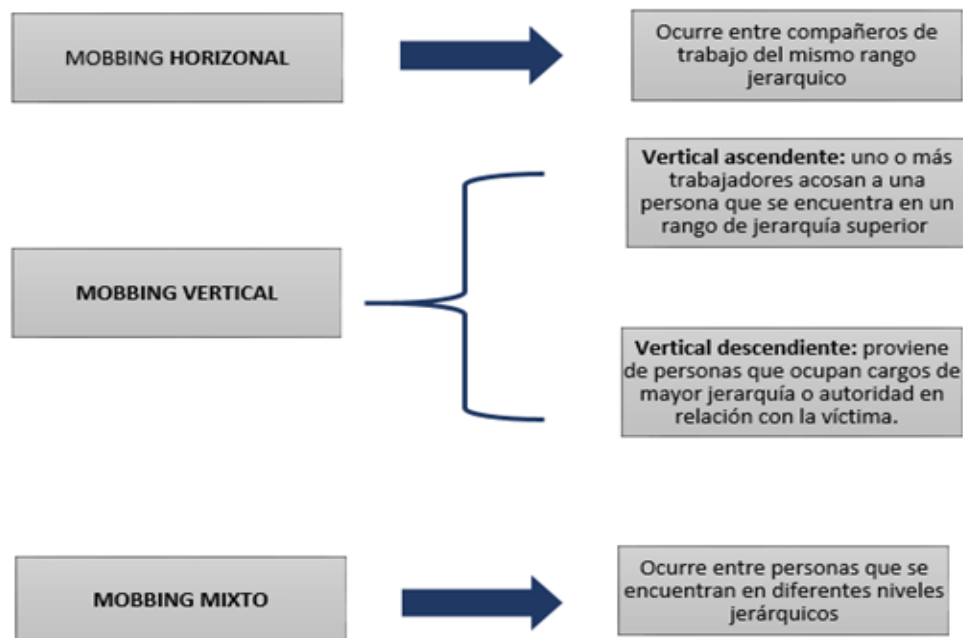 MOBBING HORIZONAL
Ocurre entre compañeros de
trabajo del mismo rango
jerarquico
MOBBING VERTICAL
Vertical ascendente: uno o más
trabajadores acosan a una
persona que se encuentra en un
rango de jerarquía superior
Vertical descendiente: proviene
de personas que ocupan cargos de
mayor jerarquía o autoridad en
relación con la víctima.
MOBBING MIXTO
Ocurre entre personas que se
encuentran en diferentes niveles
jerárquicos